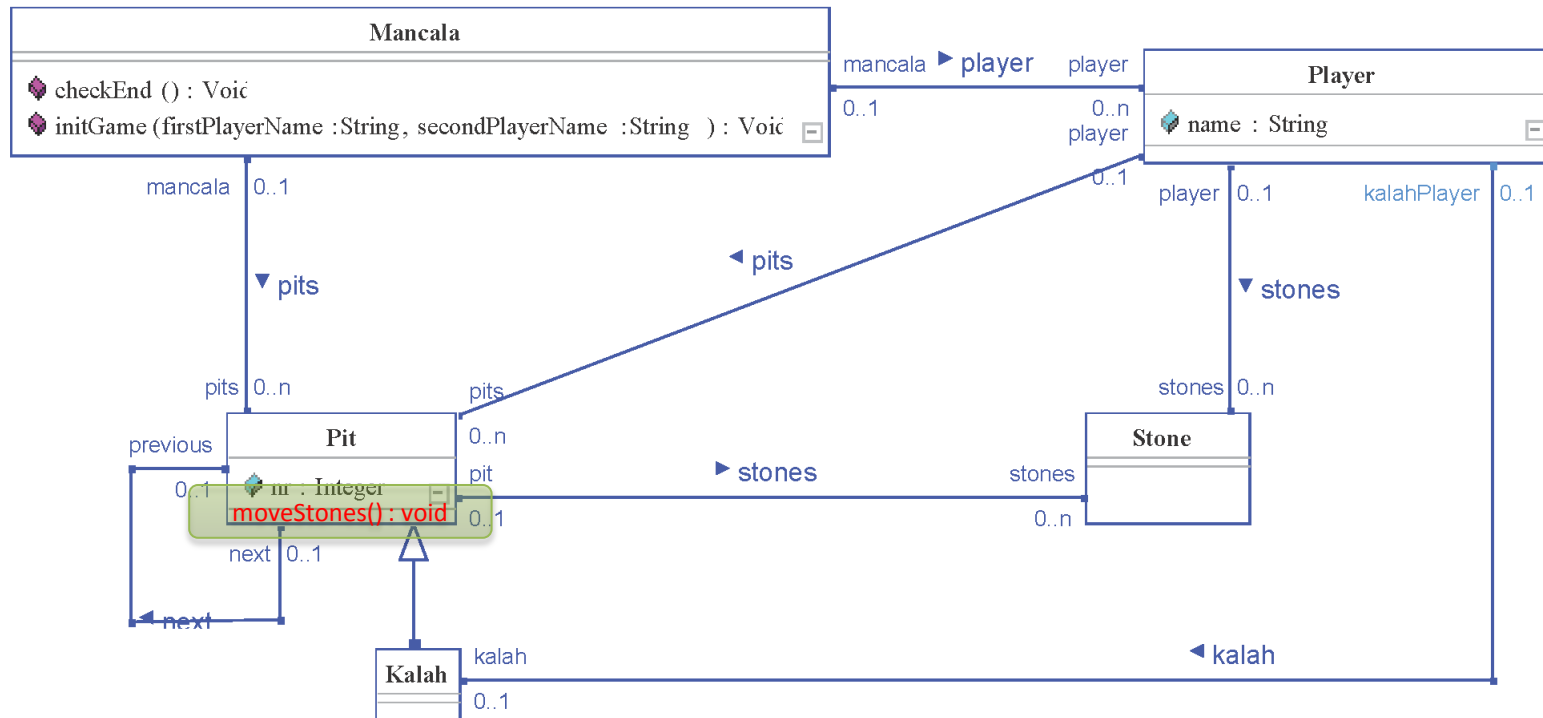 Mancala
checkEnd () : Void
initGame (firstPlayerName :String, secondPlayerName :String ) : Void
mancala
player
player
0..1
0..n
Player
name : String
player
0..1
mancala
0..1
player
0..1
kalahPlayer
0..1
pits
pits
stones
pits
0..n
pits
0..n
stones
0..n
Pit
nr : Integer
moveStones() : void
previous
0..1
pit
0..1
stones
stones
0..n
Stone
next
0..1
next
Kalah
kalah
0..1
kalah